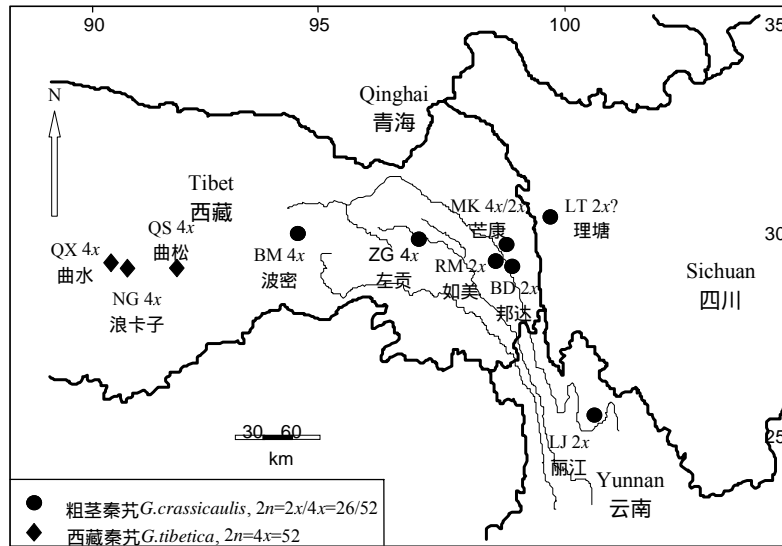 90
95
100
35
N
Qinghai
青海
Tibet
西藏
MK 4x/2x
芒康
LT 2x?
理塘
QS 4x
曲松
QX 4x
曲水
NG 4x
浪卡子
BM 4x
波密
ZG 4x
左贡
RM 2x
如美
BD 2x
邦达
30
Sichuan
四川
LJ 2x
丽江
25
30 60
km
Yunnan
云南
粗茎秦艽G.crassicaulis, 2n=2x/4x=26/52
西藏秦艽G.tibetica, 2n=4x=52